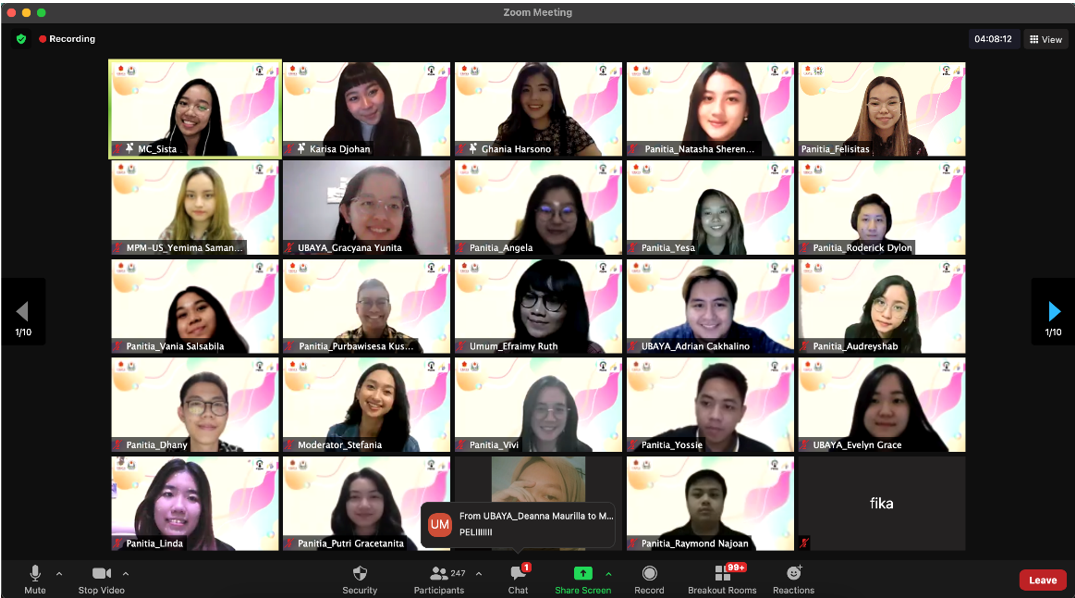 Zoom Meeting
Recording
04:08:12
View
MC_Sista
Karisa Djohan
Ghania Harsono
Panitia_Natasha Sheren...
Panitia_Felisitas
MPM-US_Yemima Saman...
UBAYA_Gracyana Yunita
Panitia_Angela
Panitia_Yesa
Panitia_Roderick Dylon
1/10
1/10
Panitia_Vania Salsabila
Panitia_Purbawisesa Kus...
Umum_Efraimy Ruth
UBAYA_Adrian Cakhalino
Panitia_Audreyshab
Panitia_Dhany
Moderator_Stefania
Panitia_Vivi
Panitia_Yossie
UBAYA_Evelyn Grace
fika
UM
From UBAYA_Deanna Maurilla to M...
PELIIIIIII
Panitia_Linda
Panitia_Putri Gracetanita
Panitia_Raymond Najoan
Mute
Stop Video
Security
247
Participants
1
Chat
Share Screen
Record
99+
Breakout Rooms
Reactions
Leave